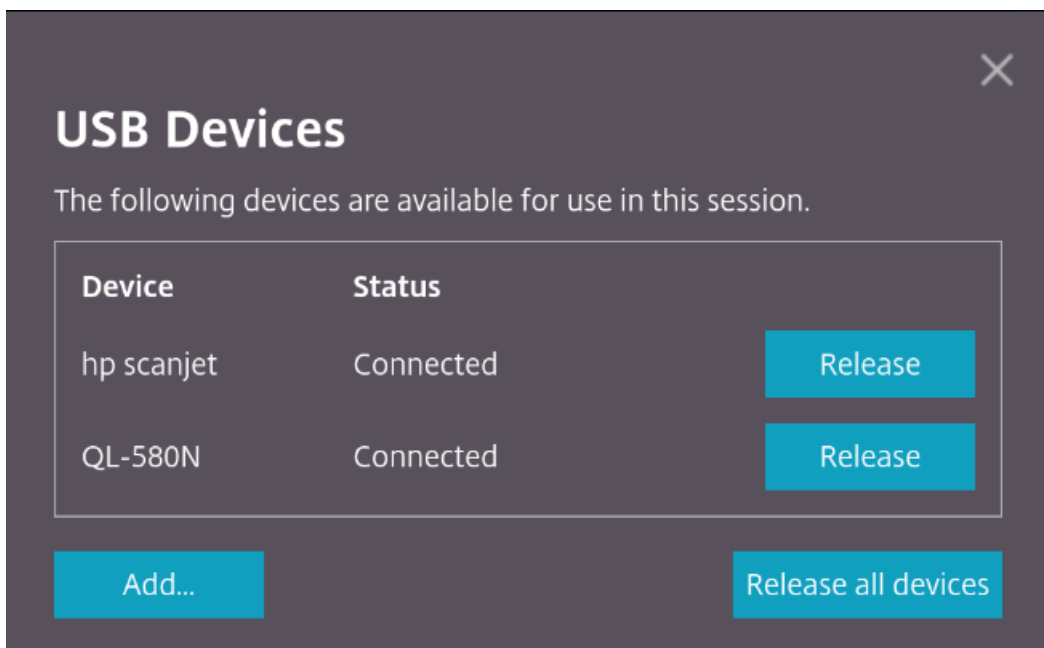 USB Devices
The following devices are available for use in this session.
Device Status
hp scanjet Connected Release
QL-580N Connected Release
Add... Release all devices